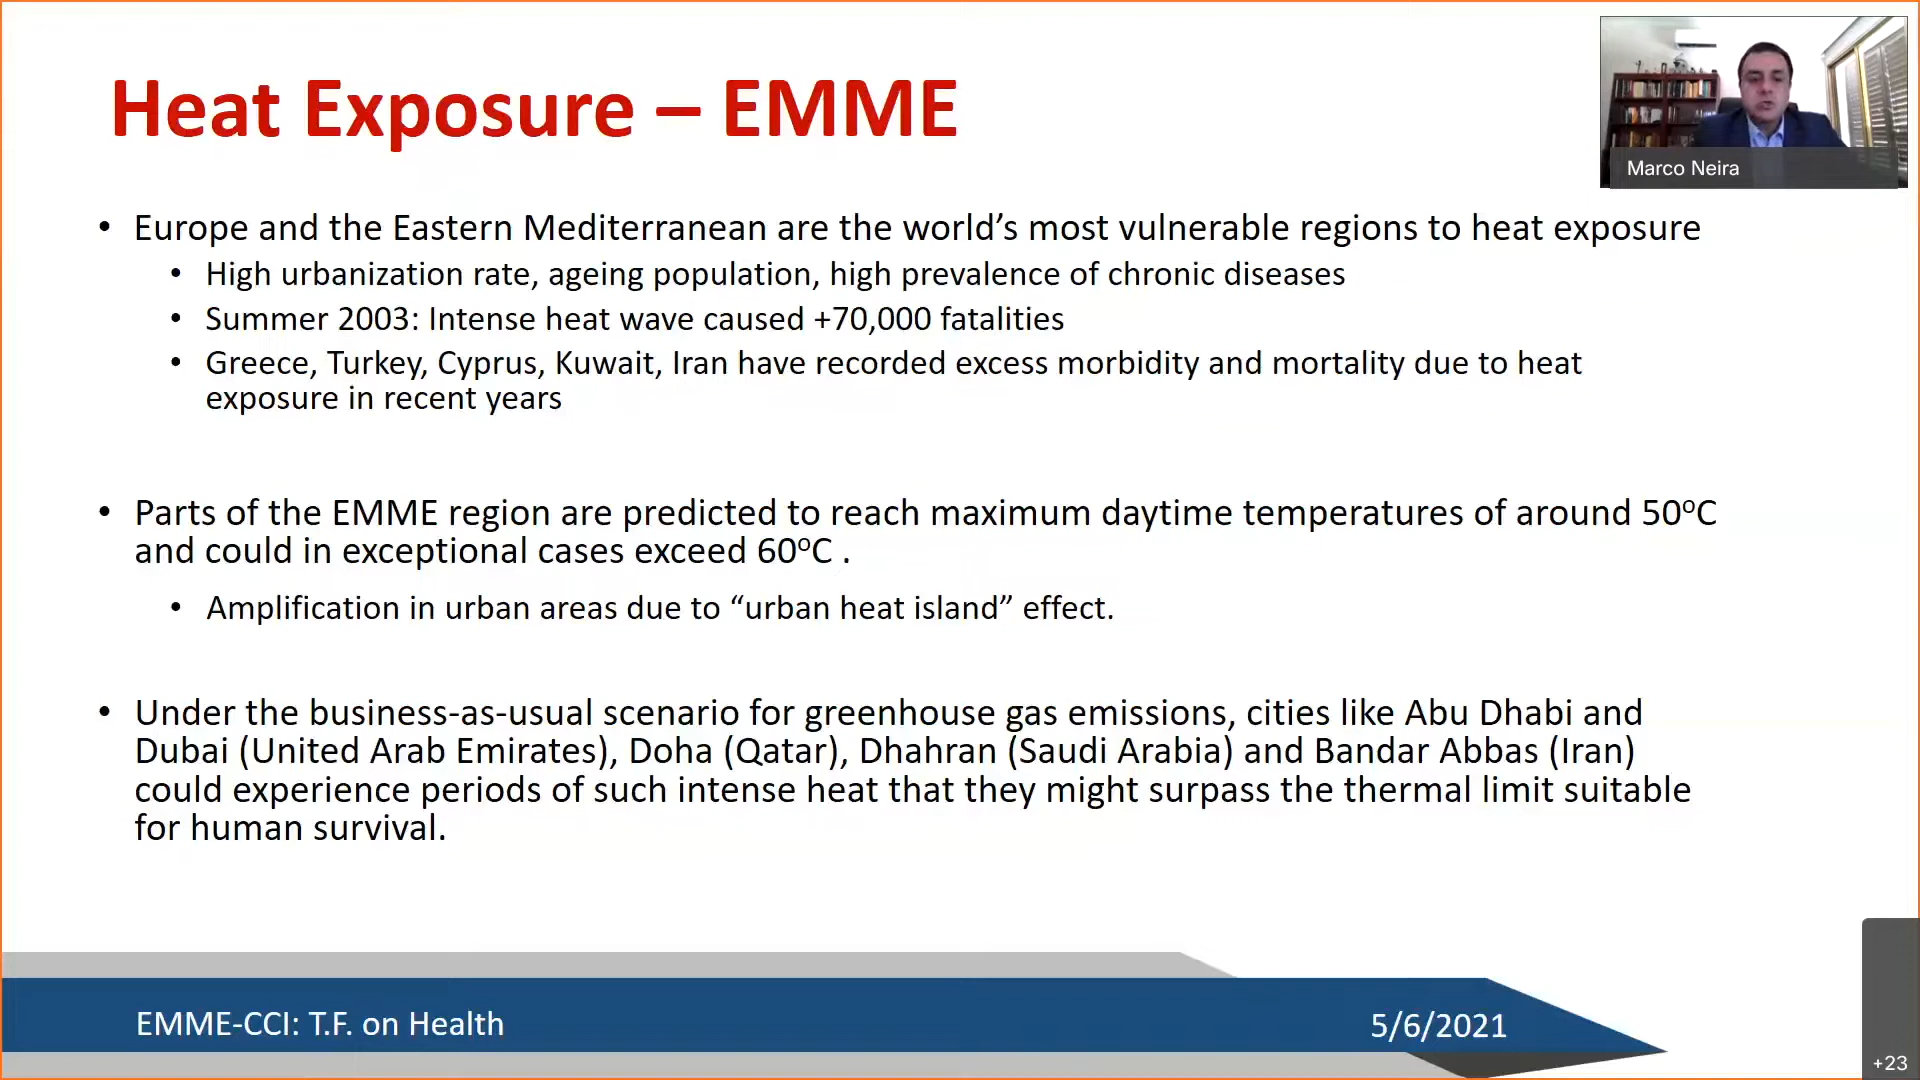 Heat Exposure – EMME
Marco Neira
• Europe and the Eastern Mediterranean are the world’s most vulnerable regions to heat exposure
• High urbanization rate, ageing population, high prevalence of chronic diseases
• Summer 2003: Intense heat wave caused +70,000 fatalities
• Greece, Turkey, Cyprus, Kuwait, Iran have recorded excess morbidity and mortality due to heat
exposure in recent years
• Parts of the EMME region are predicted to reach maximum daytime temperatures of around 50ºC
and could in exceptional cases exceed 60ºC .
• Amplification in urban areas due to “urban heat island” effect.
• Under the business-as-usual scenario for greenhouse gas emissions, cities like Abu Dhabi and
Dubai (United Arab Emirates), Doha (Qatar), Dhahran (Saudi Arabia) and Bandar Abbas (Iran)
could experience periods of such intense heat that they might surpass the thermal limit suitable
for human survival.
EMME-CCI: T.F. on Health
5/6/2021
+23